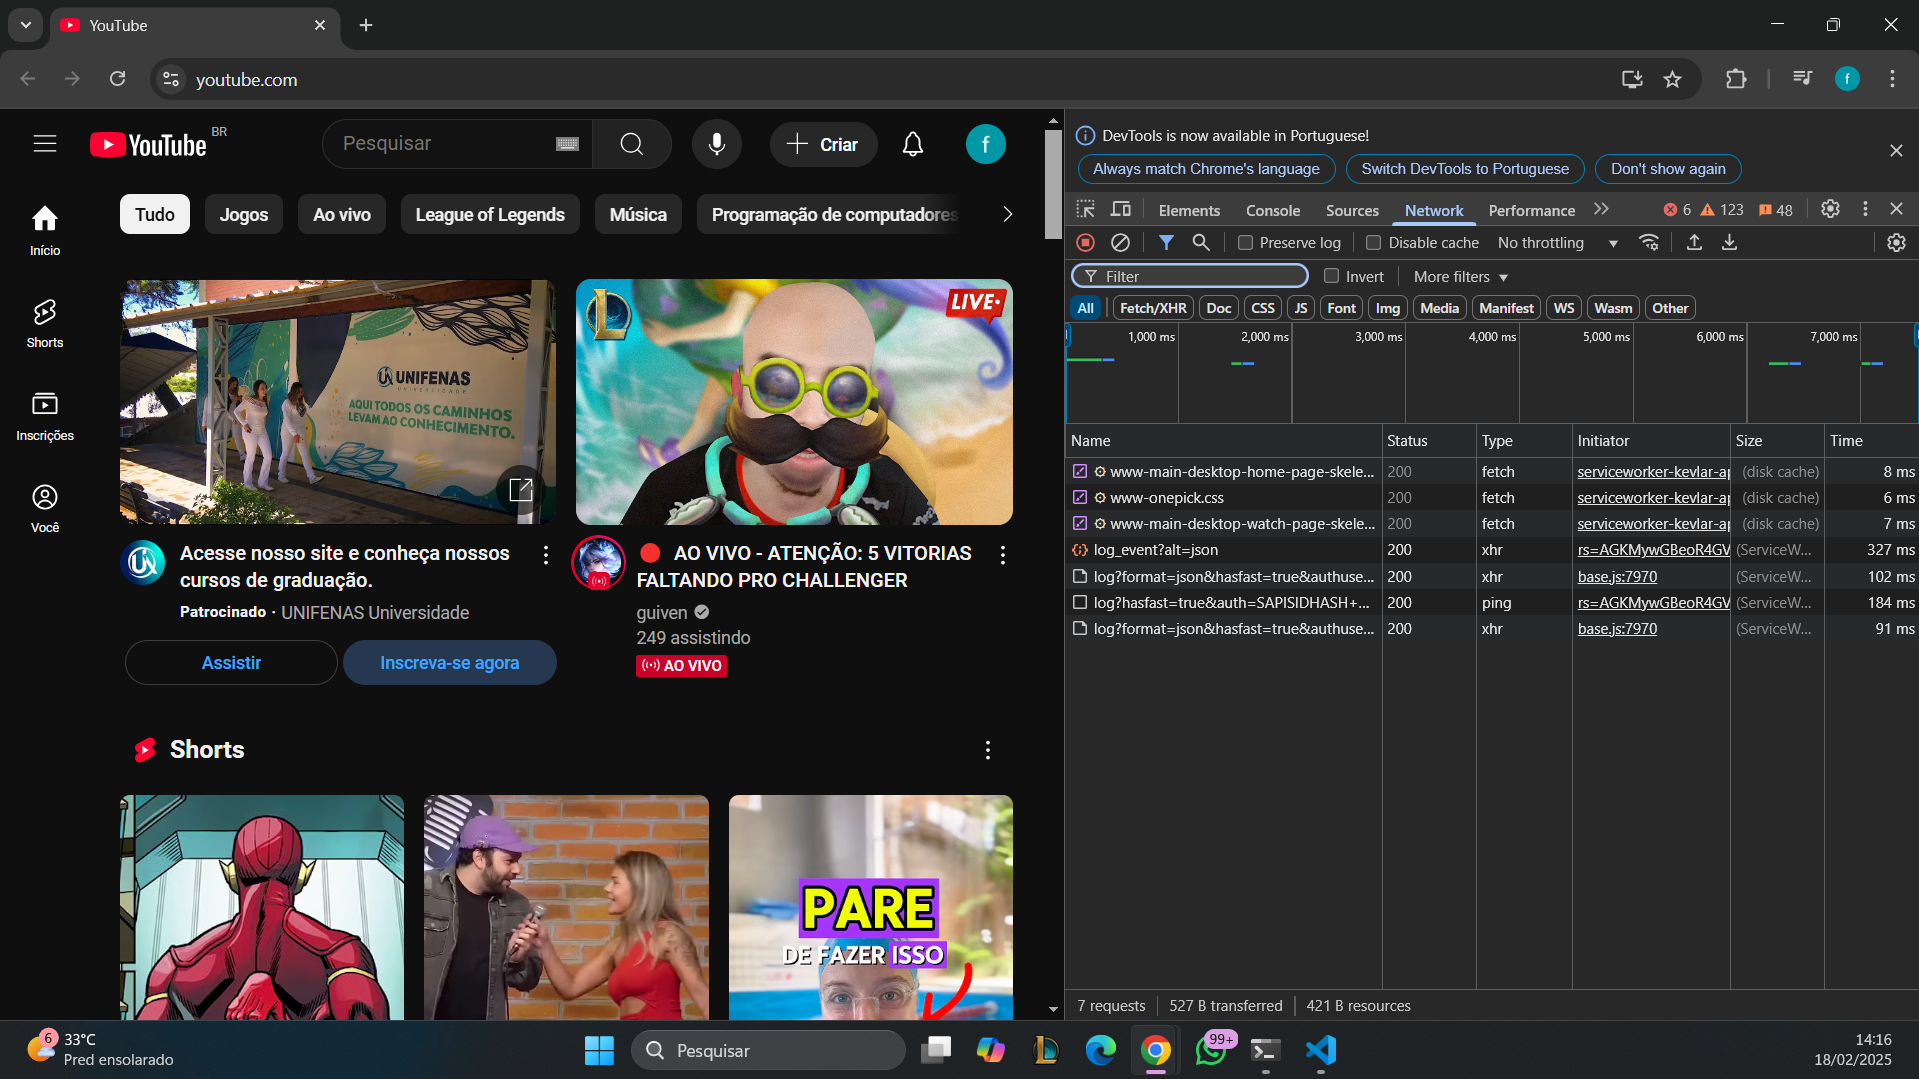 YouTube
youtube.com
f
YouTube BR
Pesquisar
Criar
f
Tudo
Jogos
Ao vivo
League of Legends
Música
Programação de computadores
Início
Shorts
Inscrições
Você
UNIFENAS
UNIVERSIDADE
AQUI TODOS OS CAMINHOS
LEVAM AO CONHECIMENTO.
LIVE
Acesse nosso site e conheça nossos
cursos de graduação.
Patrocinado · UNIFENAS Universidade
Assistir
Inscreva-se agora
AO VIVO - ATENÇÃO: 5 VITORIAS
FALTANDO PRO CHALLENGER
guiven
249 assistindo
AO VIVO
Shorts
PARE
DE FAZER ISSO
DevTools is now available in Portuguese!
Always match Chrome's language
Switch DevTools to Portuguese
Don't show again
Elements
Console
Sources
Network
Performance
6
123
48
Preserve log
Disable cache
No throttling
Filter
Invert
More filters
All
Fetch/XHR
Doc
CSS
JS
Font
Img
Media
Manifest
WS
Wasm
Other
1,000 ms
2,000 ms
3,000 ms
4,000 ms
5,000 ms
6,000 ms
7,000 ms
Name Status Type Initiator Size Time
www-main-desktop-home-page-skele... 200 fetch serviceworker-kevlar-ap (disk cache) 8 ms
www-onepick.css 200 fetch serviceworker-kevlar-ap (disk cache) 6 ms
www-main-desktop-watch-page-skele... 200 fetch serviceworker-kevlar-ap (disk cache) 7 ms
log_event?alt=json 200 xhr rs=AGKMywGBeoR4GV (ServiceW... 327 ms
log?format=json&hasfast=true&authuse... 200 xhr base.js:7970 (ServiceW... 102 ms
log?hasfast=true&auth=SAPISIDHASH+... 200 ping rs=AGKMywGBeoR4GV (ServiceW... 184 ms
log?format=json&hasfast=true&authuse... 200 xhr base.js:7970 (ServiceW... 91 ms
7 requests
527 B transferred
421 B resources
6
33°C
Pred ensolarado
Pesquisar
99+
14:16
18/02/2025